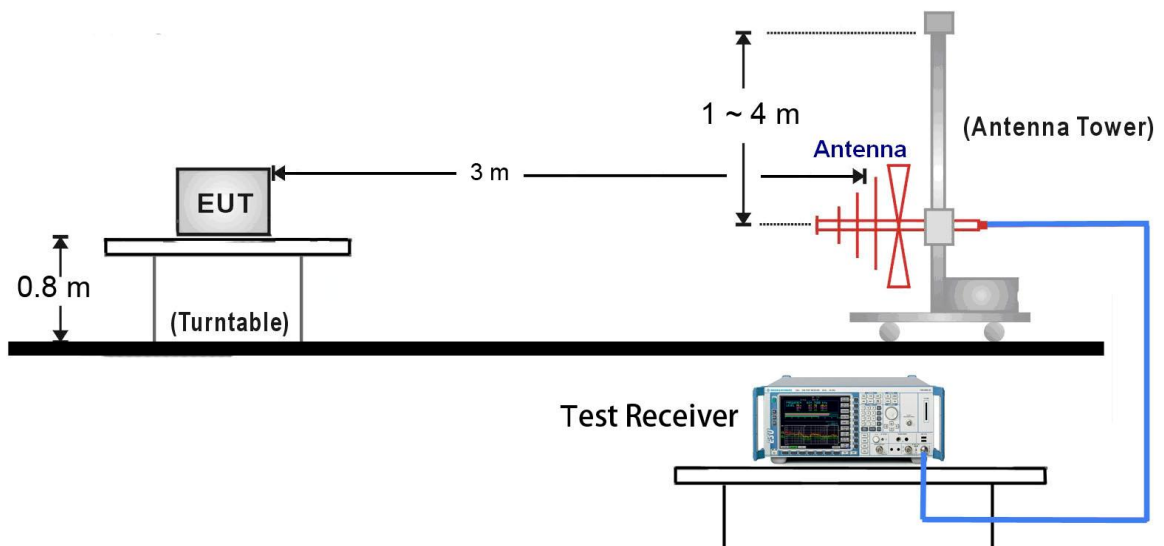 1 ~ 4 m
(Antenna Tower)
Antenna
3 m
EUT
0.8 m
(Turntable)
Test Receiver